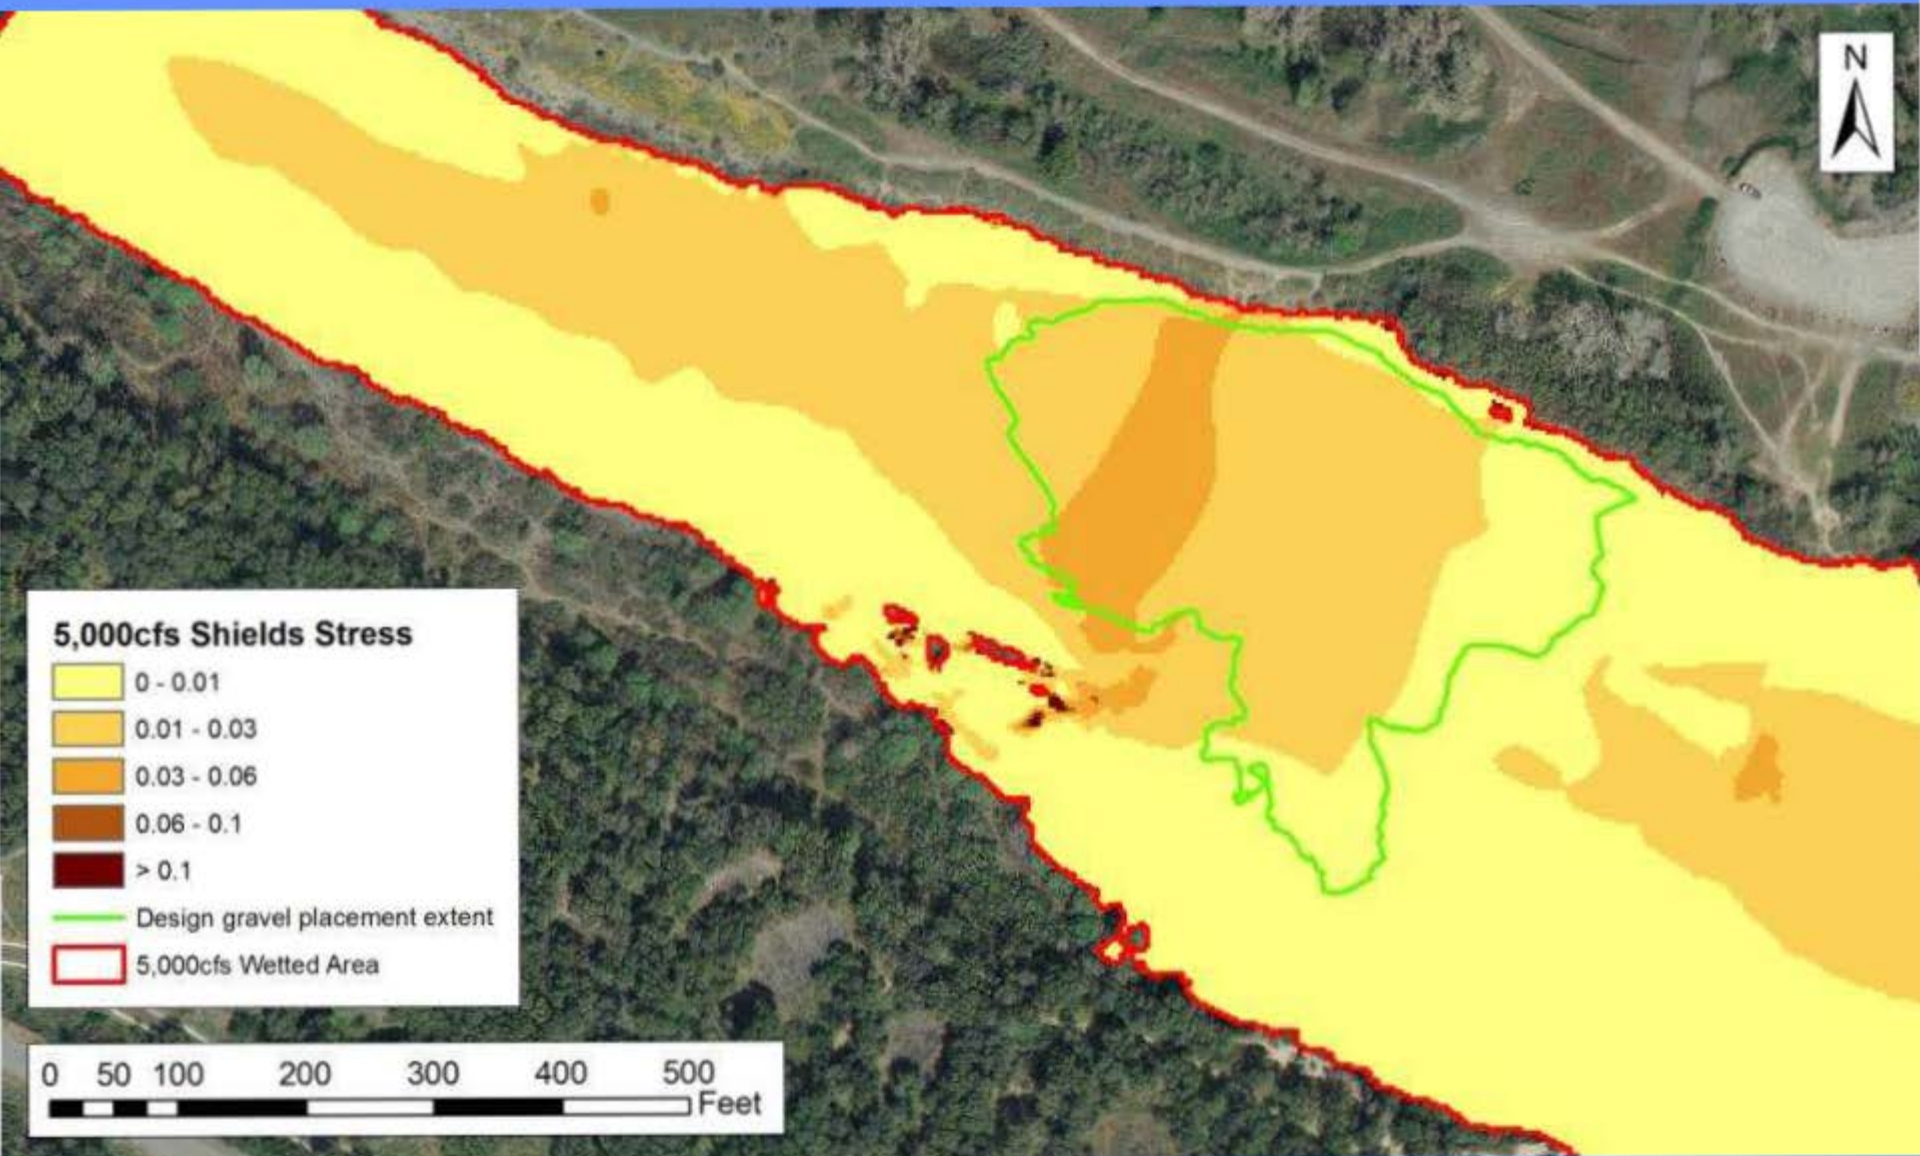 N
5,000cfs Shields Stress
0 - 0.01
0.01 - 0.03
0.03 - 0.06
0.06 - 0.1
> 0.1
Design gravel placement extent
5,000cfs Wetted Area
0 50 100 200 300 400 500
Feet